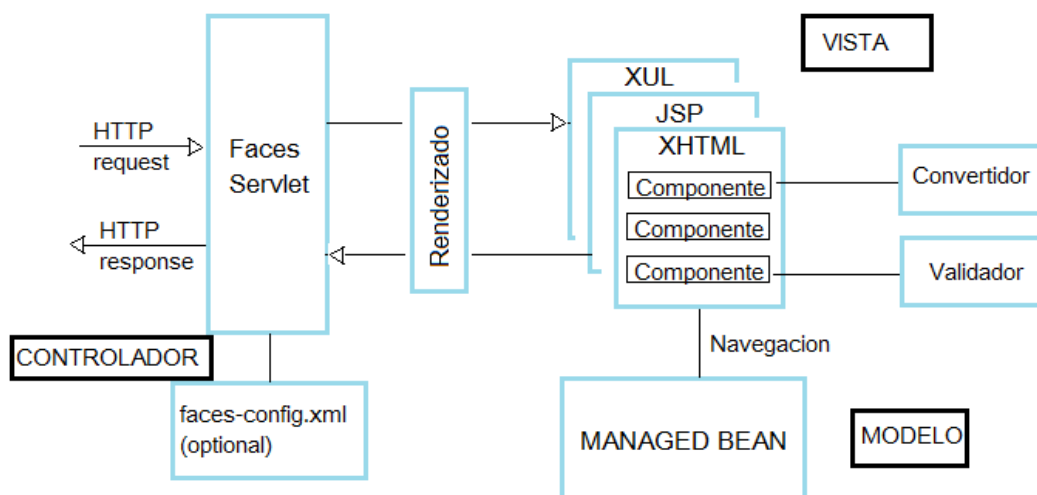 VISTA
XUL
JSP
XHTML
HTTP
request
Faces
Servlet
Renderizado
Componente
Convertidor
Componente
HTTP
response
Componente
Validador
Navegacion
CONTROLADOR
faces-config.xml
(optional)
MANAGED BEAN
MODELO